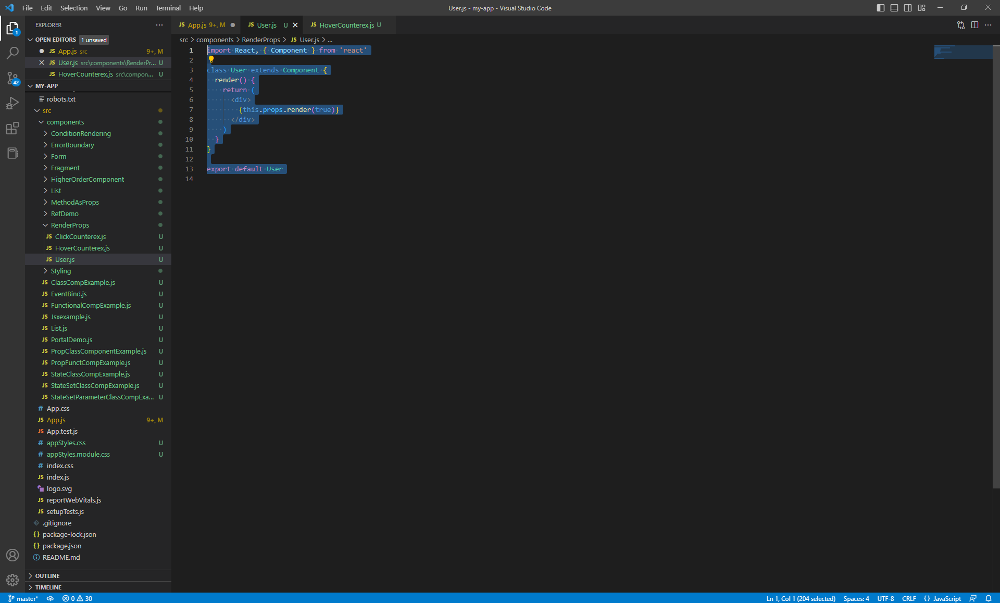 File Edit Selection View Go Run Terminal Help
User.js - my-app - Visual Studio Code
EXPLORER
JS App.js 9+, M
JS User.js U
JS HoverCounterex.js U
OPEN EDITORS 1 unsaved
JS App.js src 9+, M
JS User.js src\components\RenderPr... U
JS HoverCounterex.js src\compon... U
MY-APP
robots.txt
src
components
ConditionRendering
ErrorBoundary
Form
Fragment
HigherOrderComponent
List
MethodAsProps
RefDemo
RenderProps
JS ClickCounterex.js U
JS HoverCounterex.js U
JS User.js U
Styling
JS ClassCompExample.js U
JS EventBind.js U
JS FunctionalCompExample.js U
JS Jsxexample.js U
JS List.js U
JS PortalDemo.js U
JS PropClassComponentExample.js U
JS PropFunctCompExample.js U
JS StateClassCompExample.js U
JS StateSetClassCompExample.js U
JS StateSetParameterClassCompExa... U
# App.css
JS App.js 9+, M
JS App.test.js
# appStyles.css U
# appStyles.module.css U
# index.css
JS index.js
logo.svg
JS reportWebVitals.js
JS setupTests.js
.gitignore
{} package-lock.json
{} package.json
README.md
OUTLINE
TIMELINE
1
42
src > components > RenderProps > JS User.js > ...
1 import React, { Component } from 'react'
2
3 class User extends Component {
4 render() {
5 return (
6 <div>
7 {this.props.render(true)}
8 </div>
9 )
10 }
11 }
12
13 export default User
14
master* 0 30
Ln 1, Col 1 (204 selected) Spaces: 4 UTF-8 CRLF {} JavaScript